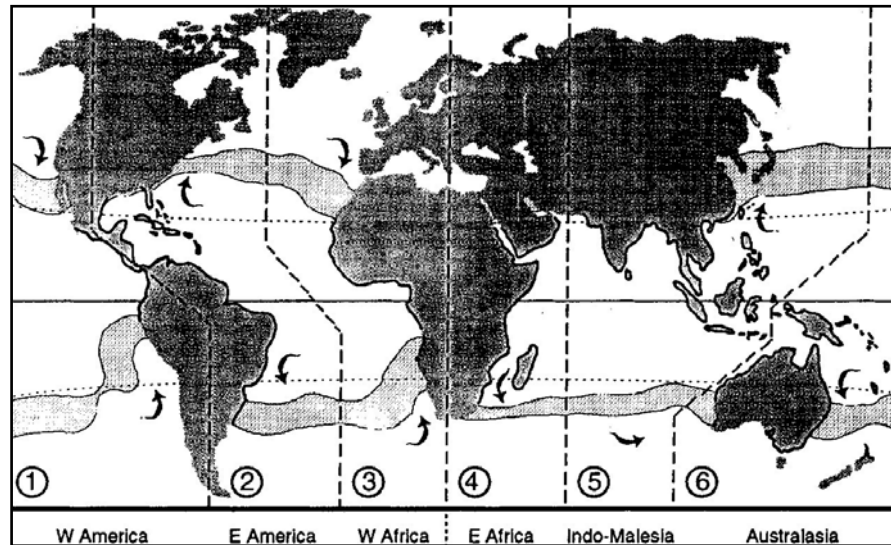 ① ② ③ ④ ⑤ ⑥
W America E America W Africa E Africa Indo-Malesia Australasia